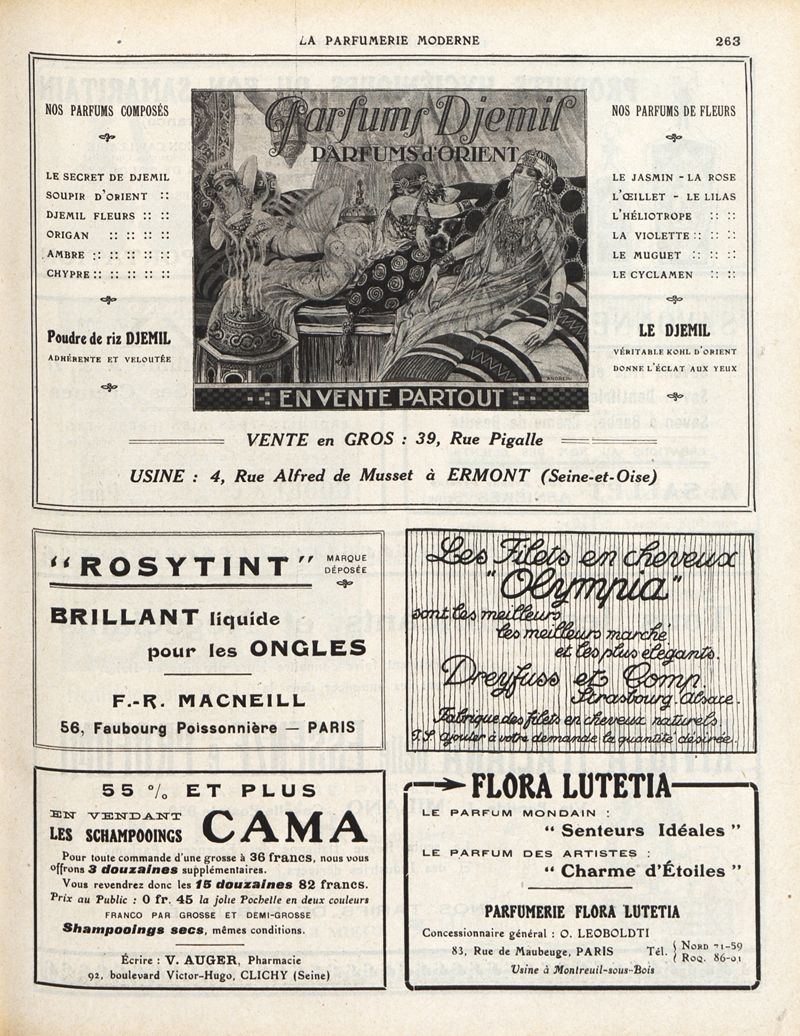 LA PARFUMERIE MODERNE
263
NOS PARFUMS COMPOSÉS
LE SECRET DE DJEMIL
SOUPIR D'ORIENT ::
DJEMIL FLEURS :: ::
ORIGAN :: :: :: ::
AMBRE :: :: :: :: ::
CHYPRE :: :: :: :: ::
Poudre de riz DJEMIL
ADHÉRENTE ET VELOUTÉE
Parfums Djemil
PARFUMS d'ORIENT
EN VENTE PARTOUT
NOS PARFUMS DE FLEURS
LE JASMIN - LA ROSE
L'ŒILLET - LE LILAS
L'HÉLIOTROPE :: ::
LA VIOLETTE :: :: ::
LE MUGUET :: :: ::
LE CYCLAMEN :: ::
LE DJEMIL
VÉRITABLE KOHL D'ORIENT
DONNE L'ÉCLAT AUX YEUX
VENTE en GROS : 39, Rue Pigalle
USINE : 4, Rue Alfred de Musset à ERMONT (Seine-et-Oise)
"ROSYTINT" MARQUE
DÉPOSÉE
BRILLANT liquide
pour les ONGLES
F.-R. MACNEILL
56, Faubourg Poissonnière — PARIS
Les Filets en cheveux
"Olympia"
sont les meilleurs
les meilleurs marché
et les plus élégants.
Dreyfuss et Comp.
Strasbourg. Alsace.
Fabrique des filets en cheveux naturels
P.S. ajouter à votre demande la quantité désirée.
55 % ET PLUS
EN VENDANT
LES SCHAMPOOINGS CAMA
Pour toute commande d'une grosse à 36 francs, nous vous
offrons 3 douzaines supplémentaires.
Vous revendrez donc les 15 douzaines 82 francs.
Prix au Public : 0 fr. 45 la jolie Pochette en deux couleurs
FRANCO PAR GROSSE ET DEMI-GROSSE
Shampooings secs, mêmes conditions.
Écrire : V. AUGER, Pharmacie
92, boulevard Victor-Hugo, CLICHY (Seine)
FLORA LUTETIA
LE PARFUM MONDAIN :
" Senteurs Idéales "
LE PARFUM DES ARTISTES :
" Charme d'Étoiles "
PARFUMERIE FLORA LUTETIA
Concessionnaire général : O. LEOBOLDTI
83, Rue de Maubeuge, PARIS Tél. { NORD 71-59
ROQ. 86-01
Usine à Montreuil-sous-Bois